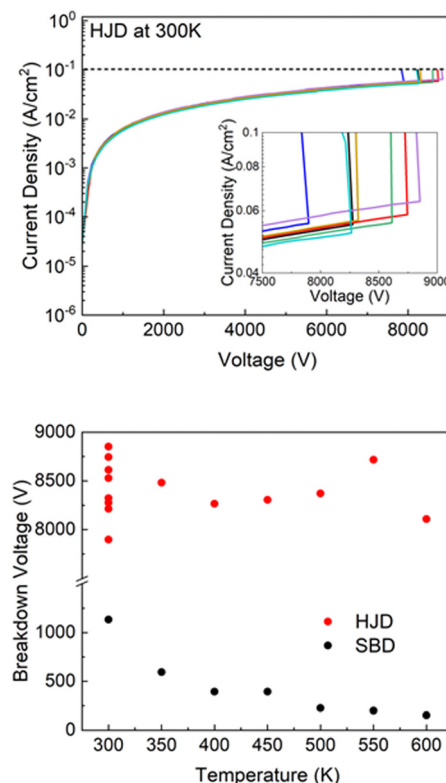 HJD at 300K
Current Density (A/cm²)
10⁰
10⁻¹
10⁻²
10⁻³
10⁻⁴
10⁻⁵
10⁻⁶
0 2000 4000 6000 8000
Voltage (V)
Current Density (A/cm²)
0.1
0.08
0.06
0.04
7500 8000 8500 9000
Voltage (V)
Breakdown Voltage (V)
9000
8500
8000
1000
500
0
HJD
SBD
300 350 400 450 500 550 600
Temperature (K)